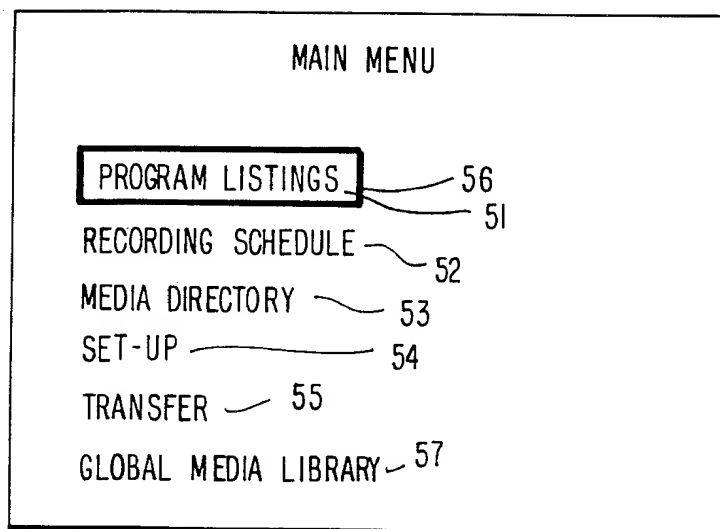 MAIN MENU
PROGRAM LISTINGS 56
51
RECORDING SCHEDULE 52
MEDIA DIRECTORY 53
SET-UP 54
TRANSFER 55
GLOBAL MEDIA LIBRARY 57